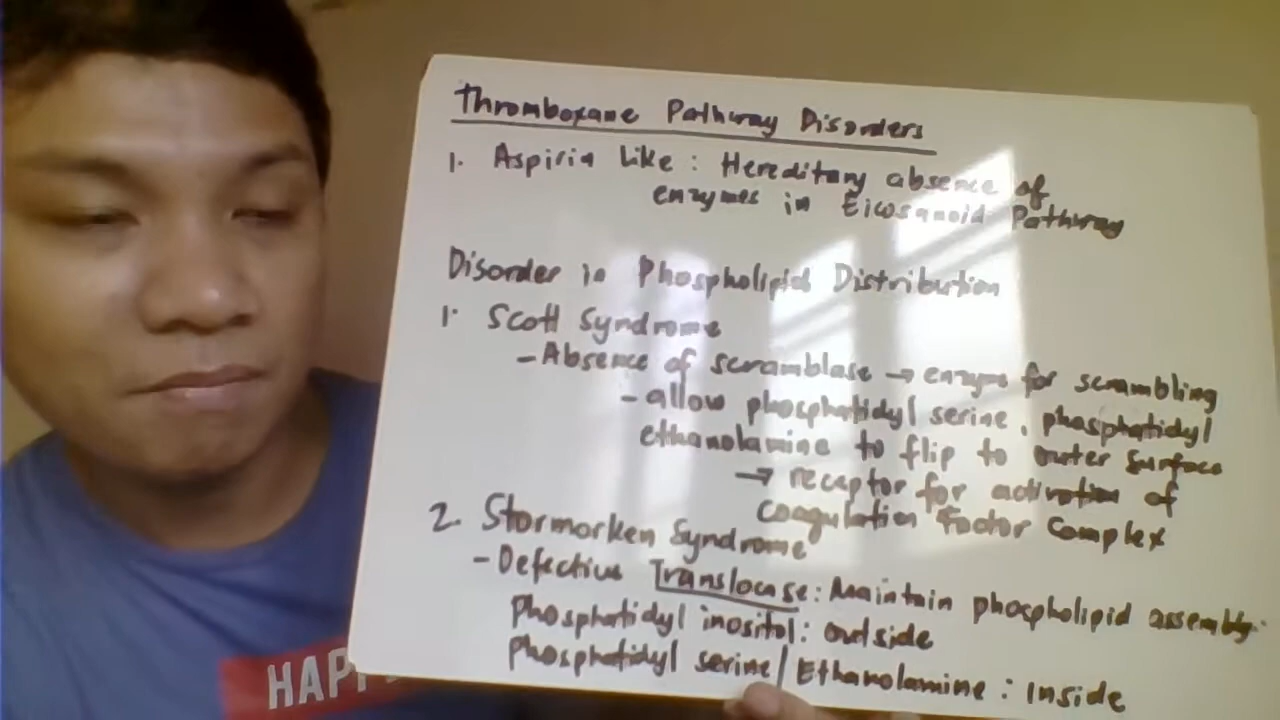 Thromboxane Pathway Disorders
1. Aspirin Like : Hereditary absence of
enzymes in Eicosanoid Pathway
Disorder in Phospholipid Distribution
1. Scott Syndrome
- Absence of scramblase → enzyme for scrambling
- allow phosphatidyl serine, phosphatidyl
ethanolamine to flip to outer surface
→ receptor for activation of
coagulation Factor Complex
2. Stormorken Syndrome
- Defective Translocase: Maintain phospholipid assembly.
Phosphatidyl inositol: outside
Phosphatidyl serine/Ethanolamine : Inside